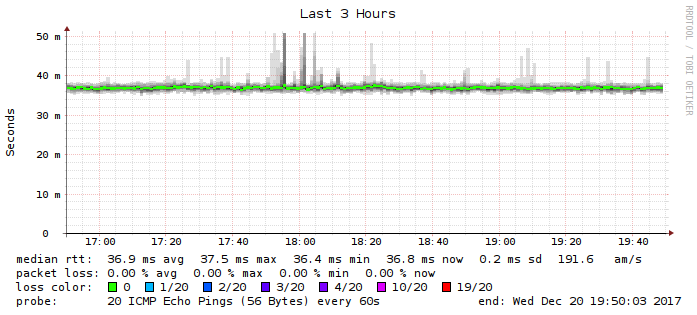 Last 3 Hours
RRDTOOL / TOBI OETIKER
Seconds
50 m
40 m
30 m
20 m
10 m
0
17:00 17:20 17:40 18:00 18:20 18:40 19:00 19:20 19:40
median rtt: 36.9 ms avg 37.5 ms max 36.4 ms min 36.8 ms now 0.2 ms sd 191.6 am/s
packet loss: 0.00 % avg 0.00 % max 0.00 % min 0.00 % now
loss color: 0 1/20 2/20 3/20 4/20 10/20 19/20
probe: 20 ICMP Echo Pings (56 Bytes) every 60s end: Wed Dec 20 19:50:03 2017